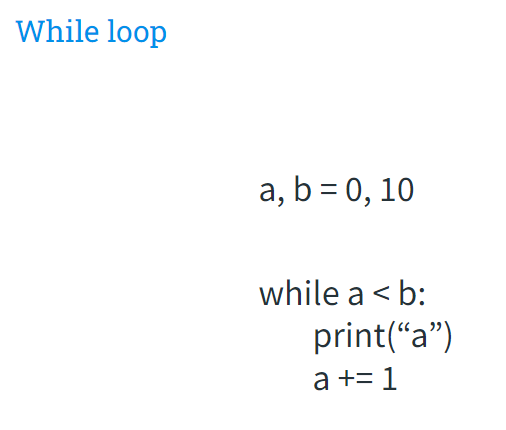 While loop
a, b = 0, 10
while a < b:
print(“a”)
a += 1